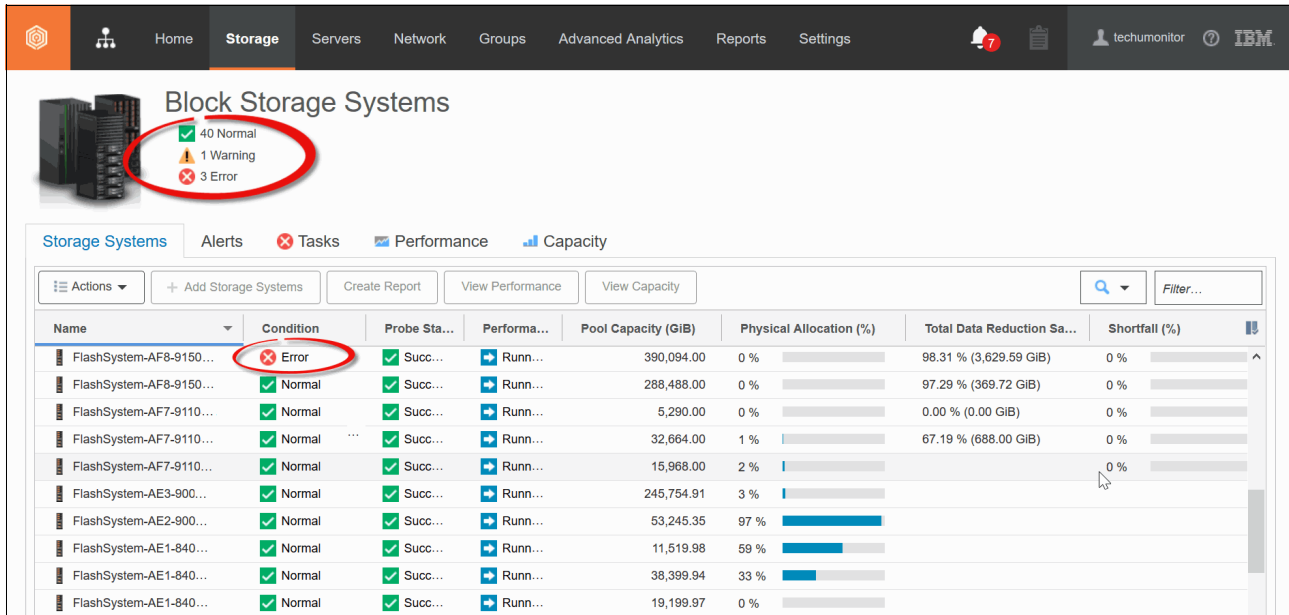 Home Storage Servers Network Groups Advanced Analytics Reports Settings 7 techumonitor ? IBM
Block Storage Systems
40 Normal
1 Warning
3 Error
Storage Systems Alerts Tasks Performance Capacity
Actions + Add Storage Systems Create Report View Performance View Capacity Filter...
Name Condition Probe Sta... Performa... Pool Capacity (GiB) Physical Allocation (%) Total Data Reduction Sa... Shortfall (%)
FlashSystem-AF8-9150... Error Succ... Runn... 390,094.00 0 % 98.31 % (3,629.59 GiB) 0 %
FlashSystem-AF8-9150... Normal Succ... Runn... 288,488.00 0 % 97.29 % (369.72 GiB) 0 %
FlashSystem-AF7-9110... Normal Succ... Runn... 5,290.00 0 % 0.00 % (0.00 GiB) 0 %
FlashSystem-AF7-9110... Normal ... Succ... Runn... 32,664.00 1 % 67.19 % (688.00 GiB) 0 %
FlashSystem-AF7-9110... Normal Succ... Runn... 15,968.00 2 % 0 %
FlashSystem-AE3-900... Normal Succ... Runn... 245,754.91 3 %
FlashSystem-AE2-900... Normal Succ... Runn... 53,245.35 97 %
FlashSystem-AE1-840... Normal Succ... Runn... 11,519.98 59 %
FlashSystem-AE1-840... Normal Succ... Runn... 38,399.94 33 %
FlashSystem-AE1-840... Normal Succ... Runn... 19,199.97 0 %